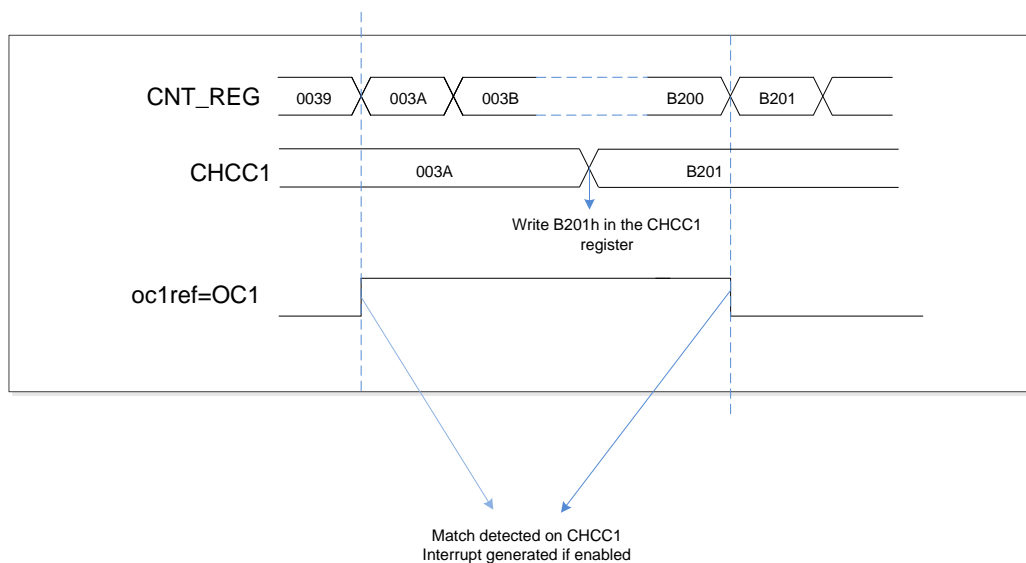 CNT_REG
0039
003A
003B
B200
B201
CHCC1
003A
B201
Write B201h in the CHCC1
register
oc1ref=OC1
Match detected on CHCC1
Interrupt generated if enabled